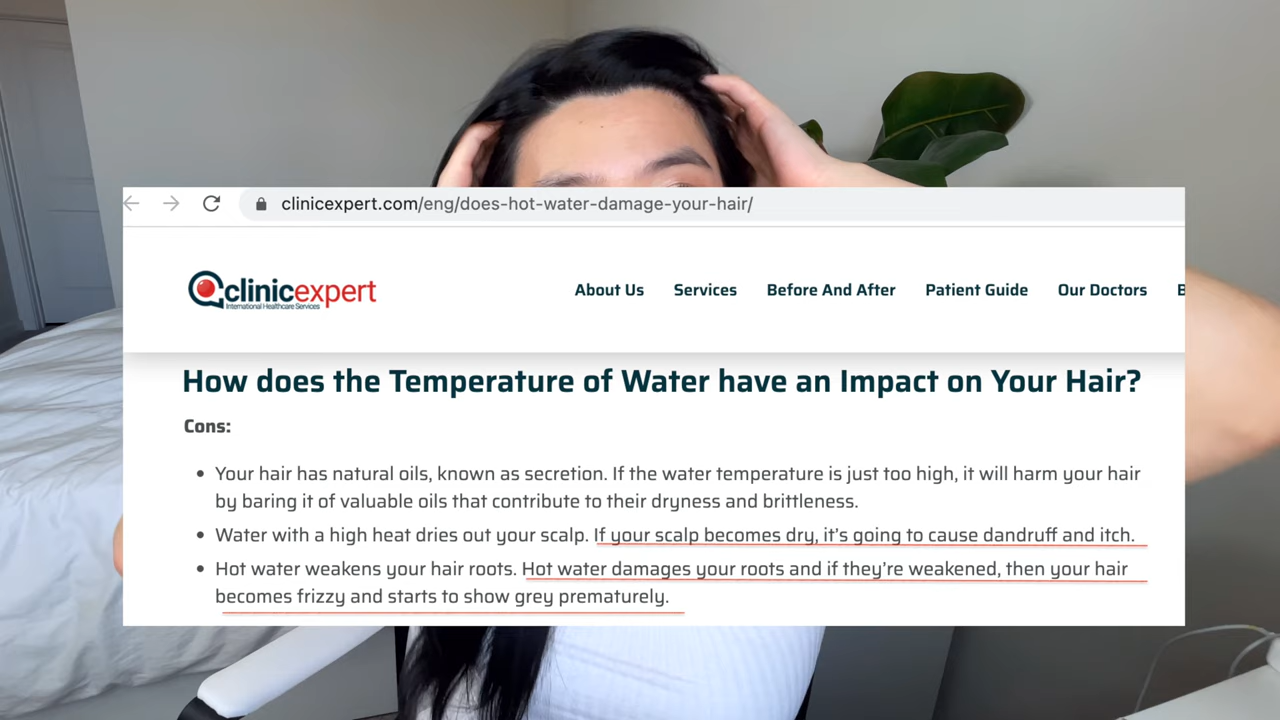 clinicexpert.com/eng/does-hot-water-damage-your-hair/
clinicexpert
International Healthcare Services
About Us Services Before And After Patient Guide Our Doctors B
How does the Temperature of Water have an Impact on Your Hair?
Cons:
• Your hair has natural oils, known as secretion. If the water temperature is just too high, it will harm your hair
by baring it of valuable oils that contribute to their dryness and brittleness.
• Water with a high heat dries out your scalp. If your scalp becomes dry, it's going to cause dandruff and itch.
• Hot water weakens your hair roots. Hot water damages your roots and if they're weakened, then your hair
becomes frizzy and starts to show grey prematurely.